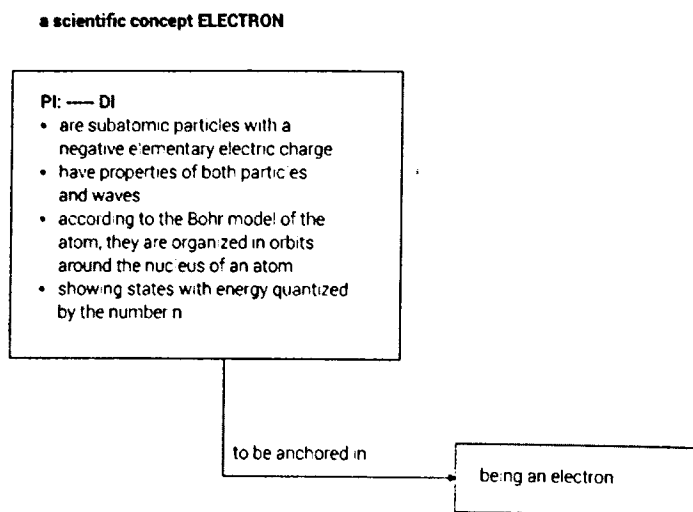 a scientific concept ELECTRON
PI: ---- DI
• are subatomic particles with a
negative elementary electric charge
• have properties of both particles
and waves
• according to the Bohr model of the
atom, they are organized in orbits
around the nucleus of an atom
• showing states with energy quantized
by the number n
to be anchored in
being an electron